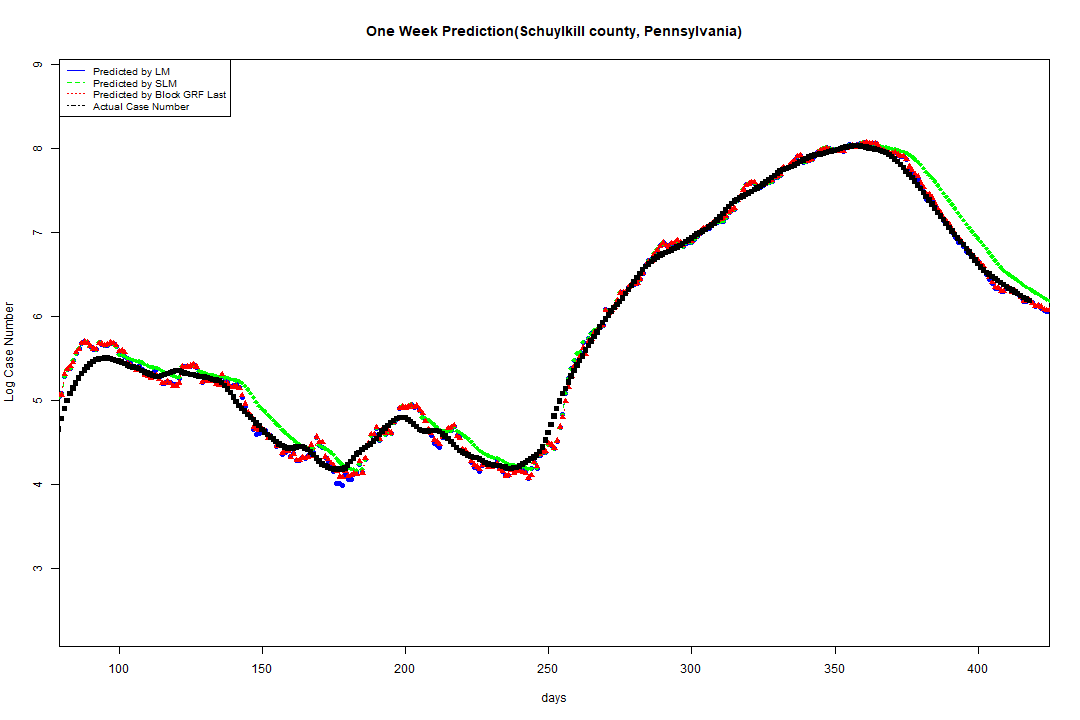 One Week Prediction(Schuylkill county, Pennsylvania)
Predicted by LM
Predicted by SLM
Predicted by Block GRF Last
Actual Case Number
Log Case Number
9
8
7
6
5
4
3
100 150 200 250 300 350 400
days